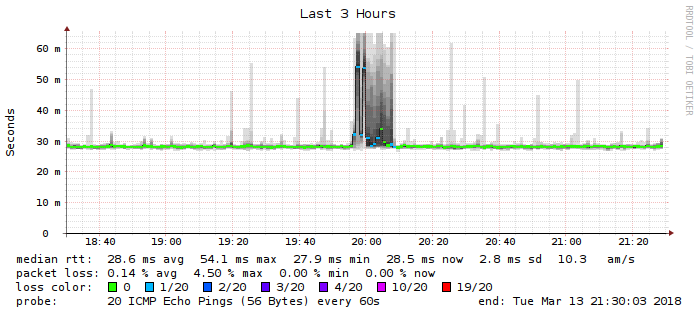 Last 3 Hours
RRDTOOL / TOBI OETIKER
Seconds
60 m
50 m
40 m
30 m
20 m
10 m
0
18:40 19:00 19:20 19:40 20:00 20:20 20:40 21:00 21:20
median rtt: 28.6 ms avg 54.1 ms max 27.9 ms min 28.5 ms now 2.8 ms sd 10.3 am/s
packet loss: 0.14 % avg 4.50 % max 0.00 % min 0.00 % now
loss color: 0 1/20 2/20 3/20 4/20 10/20 19/20
probe: 20 ICMP Echo Pings (56 Bytes) every 60s end: Tue Mar 13 21:30:03 2018